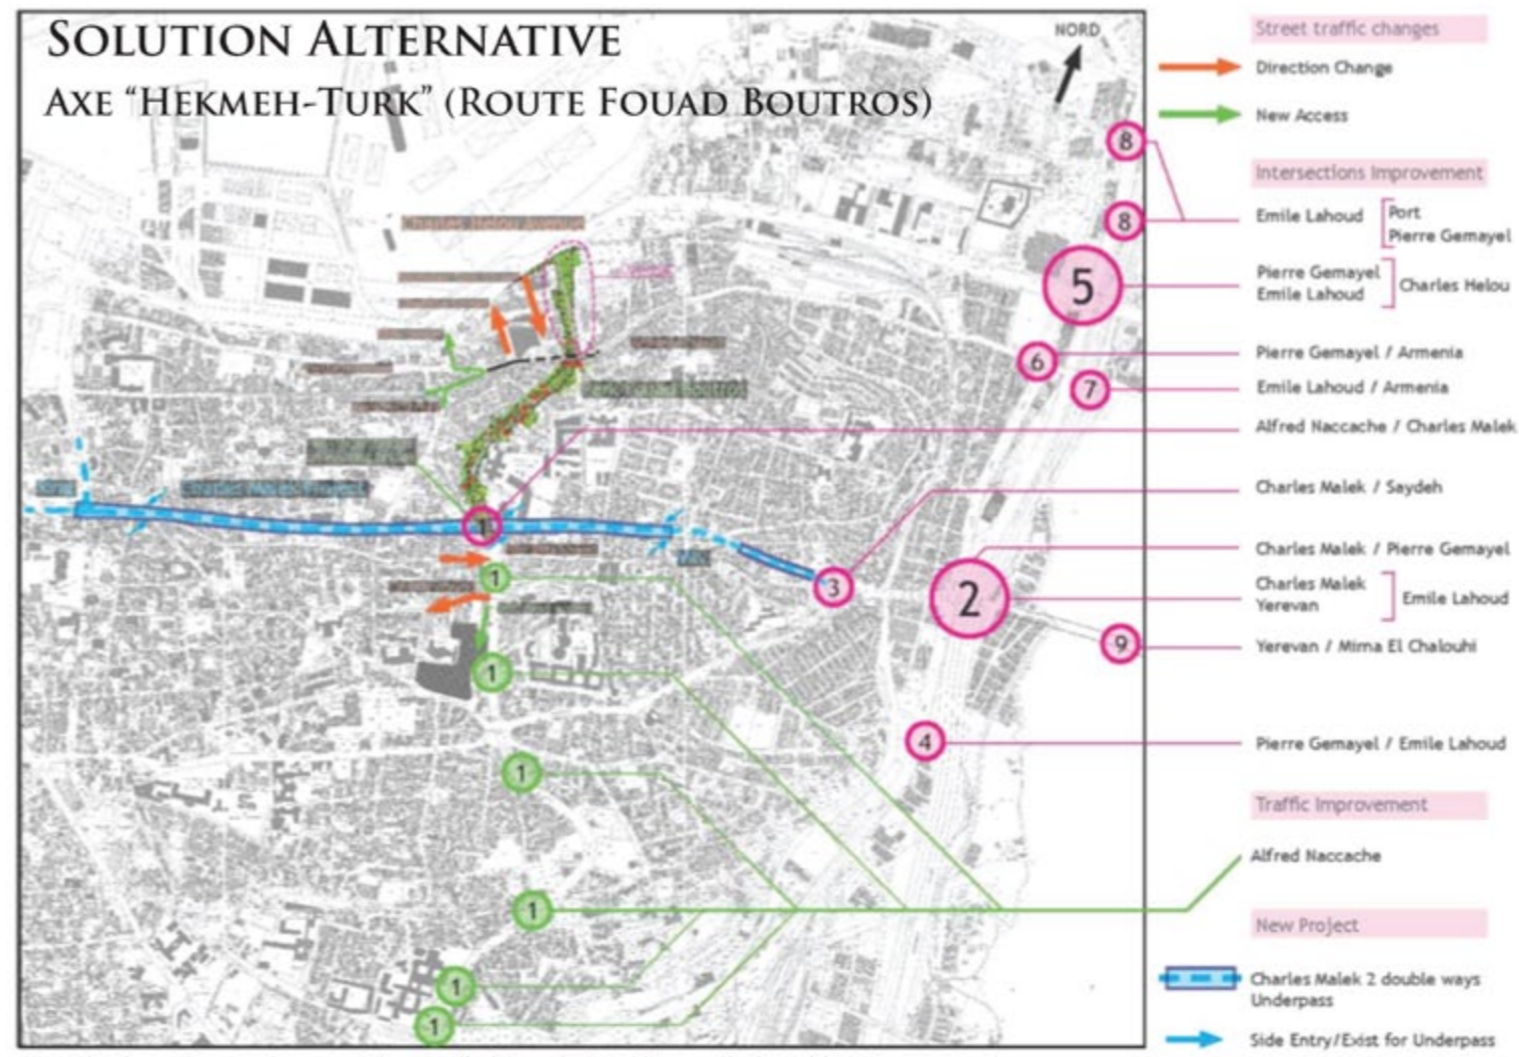 SOLUTION ALTERNATIVE
AXE “HEKMEH-TURK” (ROUTE FOUAD BOUTROS)
NORD
Street traffic changes
Direction Change
New Access
Intersections Improvement
8
8
Emile Lahoud
Port
Pierre Gemayel
5
Pierre Gemayel
Emile Lahoud
Charles Helou
6
Pierre Gemayel / Armenia
7
Emile Lahoud / Armenia
Alfred Naccache / Charles Malek
Charles Malek / Saydeh
1
3
Charles Malek / Pierre Gemayel
2
Charles Malek
Yerevan
Emile Lahoud
9
Yerevan / Mirna El Chalouhi
4
Pierre Gemayel / Emile Lahoud
1
1
1
1
1
1
Traffic Improvement
Alfred Naccache
New Project
Charles Malek 2 double ways
Underpass
Side Entry/Exist for Underpass